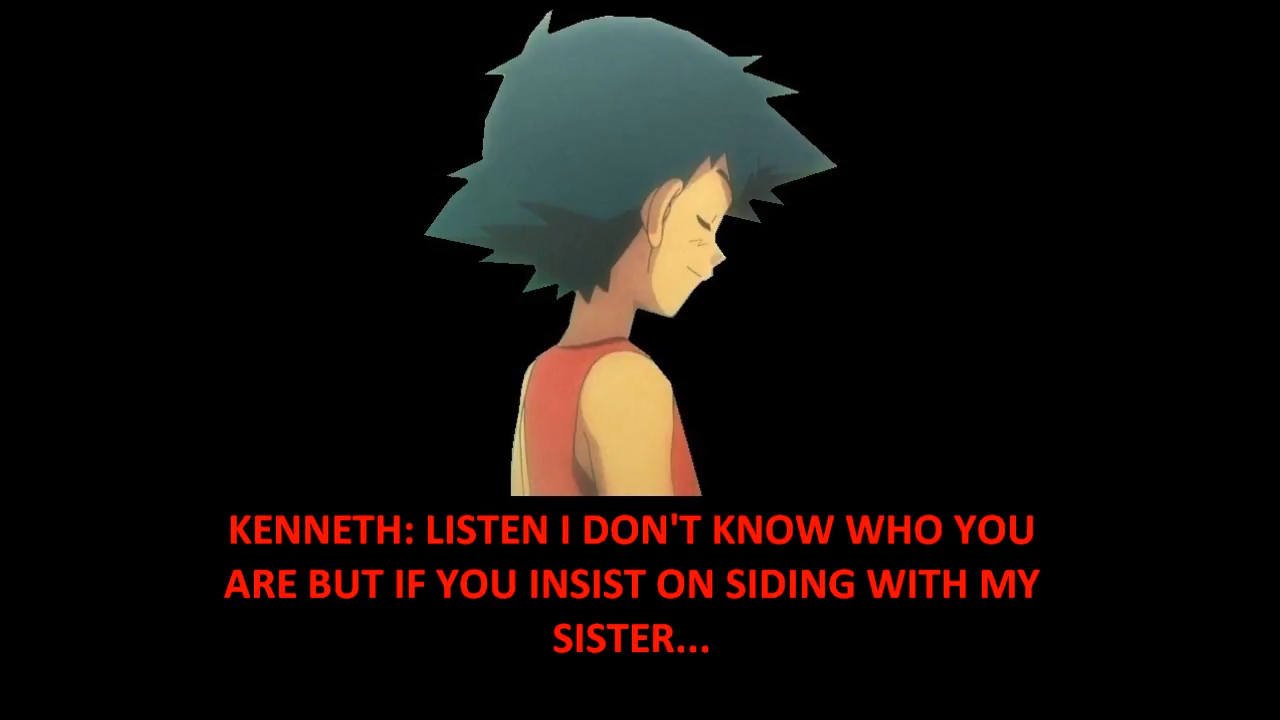 KENNETH: LISTEN I DON'T KNOW WHO YOU
ARE BUT IF YOU INSIST ON SIDING WITH MY
SISTER...